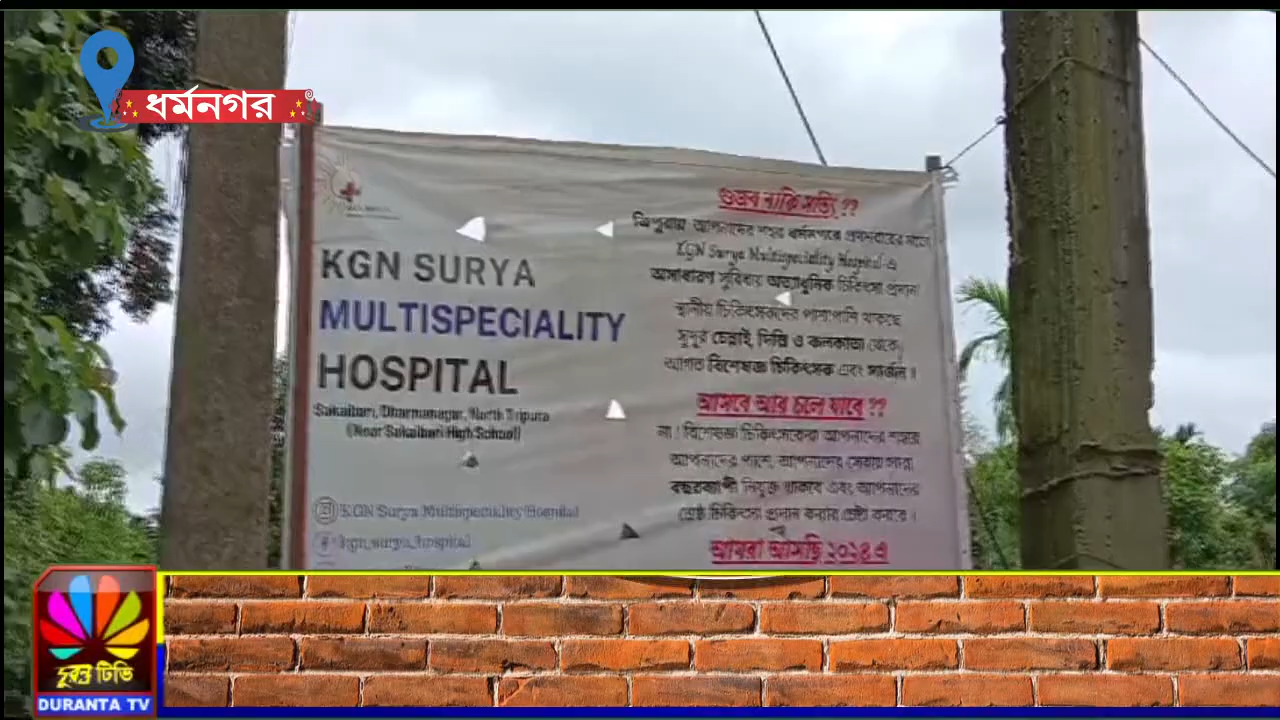 ধর্মনগর
KGN SURYA
MULTISPECIALITY
HOSPITAL
Sakaibari, Dharmanagar, North Tripura
(Near Sakaibari High School)
KGN Surya Multispeciality Hospital
kgn_surya_hospital
গুজব নাকি সত্যি ??
ত্রিপুরায় আপনাদের শহর ধর্মনগরে প্রথমবারের মতো
KGN Surya Multispeciality Hospital এ
অসাধারণ সুবিধায় অত্যাধুনিক চিকিৎসা প্রদান
স্থানীয় চিকিৎসকদের পাশাপাশি থাকছে
সুদূর চেন্নাই, দিল্লি ও কলকাতা থেকে
আগত বিশেষজ্ঞ চিকিৎসক এবং সার্জন ।
আসবে আর চলে যাবে ??
না ! বিশেষজ্ঞ চিকিৎসকেরা আপনাদের শহরে
আপনাদের পাশে, আপনাদের সেবায় সারা
বছরব্যাপী নিযুক্ত থাকবে এবং আপনাদের
শ্রেষ্ঠ চিকিৎসা প্রদান করার চেষ্টা করবে ।
আমরা আসছি ২০২৪ এ
দুরন্ত টিভি
DURANTA TV